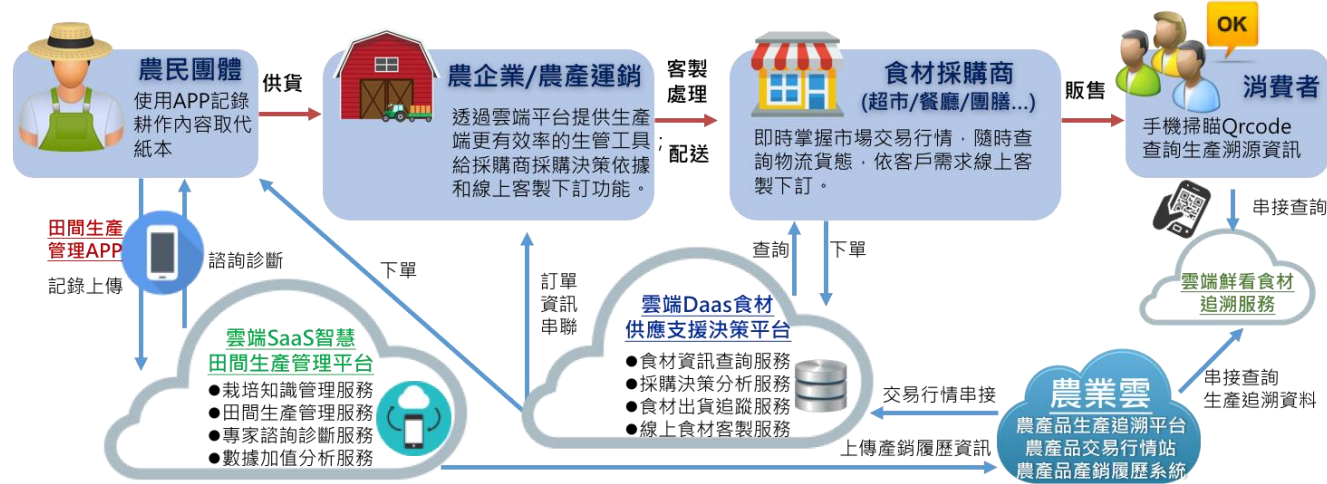 農民團體
使用APP記錄
耕作內容取代
紙本
供貨
農企業/農產運銷
透過雲端平台提供生產
端更有效率的生管工具
給採購商採購決策依據
和線上客製下訂功能。
客製
處理
;
配送
食材採購商
(超市/餐廳/團膳...)
即時掌握市場交易行情，隨時查
詢物流貨態，依客戶需求線上客
製下訂。
販售
OK
消費者
手機掃瞄Qrcode
查詢生產溯源資訊
田間生產
管理APP
記錄上傳
諮詢診斷
下單
訂單
資訊
串聯
查詢
下單
串接查詢
雲端鮮看食材
追溯服務
雲端SaaS智慧
田間生產管理平台
●栽培知識管理服務
●田間生產管理服務
●專家諮詢診斷服務
●數據加值分析服務
雲端Daas食材
供應支援決策平台
●食材資訊查詢服務
●採購決策分析服務
●食材出貨追蹤服務
●線上食材客製服務
交易行情串接
上傳產銷履歷資訊
農業雲
農產品生產追溯平台
農產品交易行情站
農產品產銷履歷系統
串接查詢
生產追溯資料